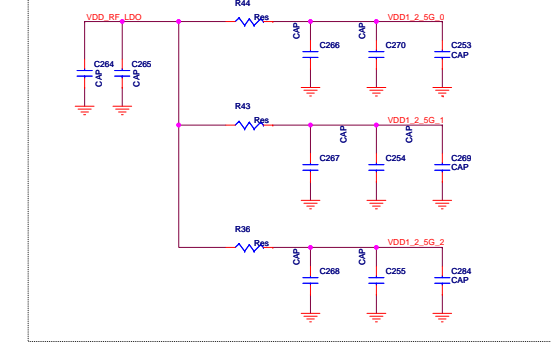 R44
VDD_RF_LDO
Res
VDD1_2_5G_0
CAP
CAP
C264
CAP
C265
CAP
C266
C270
C253
CAP
R43
Res
VDD1_2_5G_1
CAP
CAP
C267
C254
C269
CAP
R36
Res
VDD1_2_5G_2
CAP
CAP
C268
C255
C284
CAP